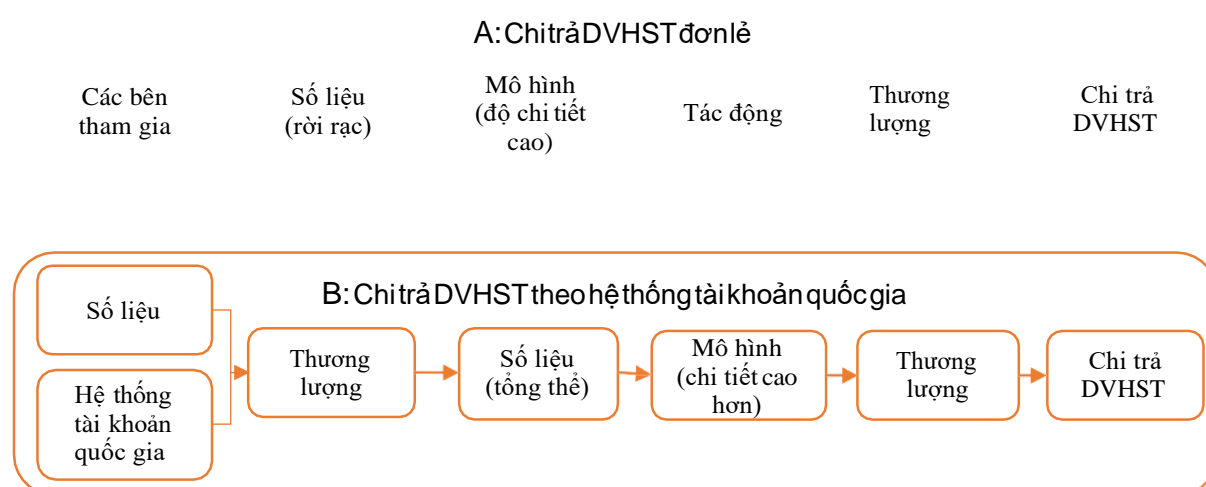 A: Chi trả DVHST đơn lẻ
Các bên
tham gia
Số liệu
(rời rạc)
Mô hình
(độ chi tiết
cao)
Tác động
Thương
lượng
Chi trả
DVHST
B: Chi trả DVHST theo hệ thống tài khoản quốc gia
Số liệu
Hệ thống
tài khoản
quốc gia
Thương
lượng
Số liệu
(tổng thể)
Mô hình
(chi tiết cao
hơn)
Thương
lượng
Chi trả
DVHST